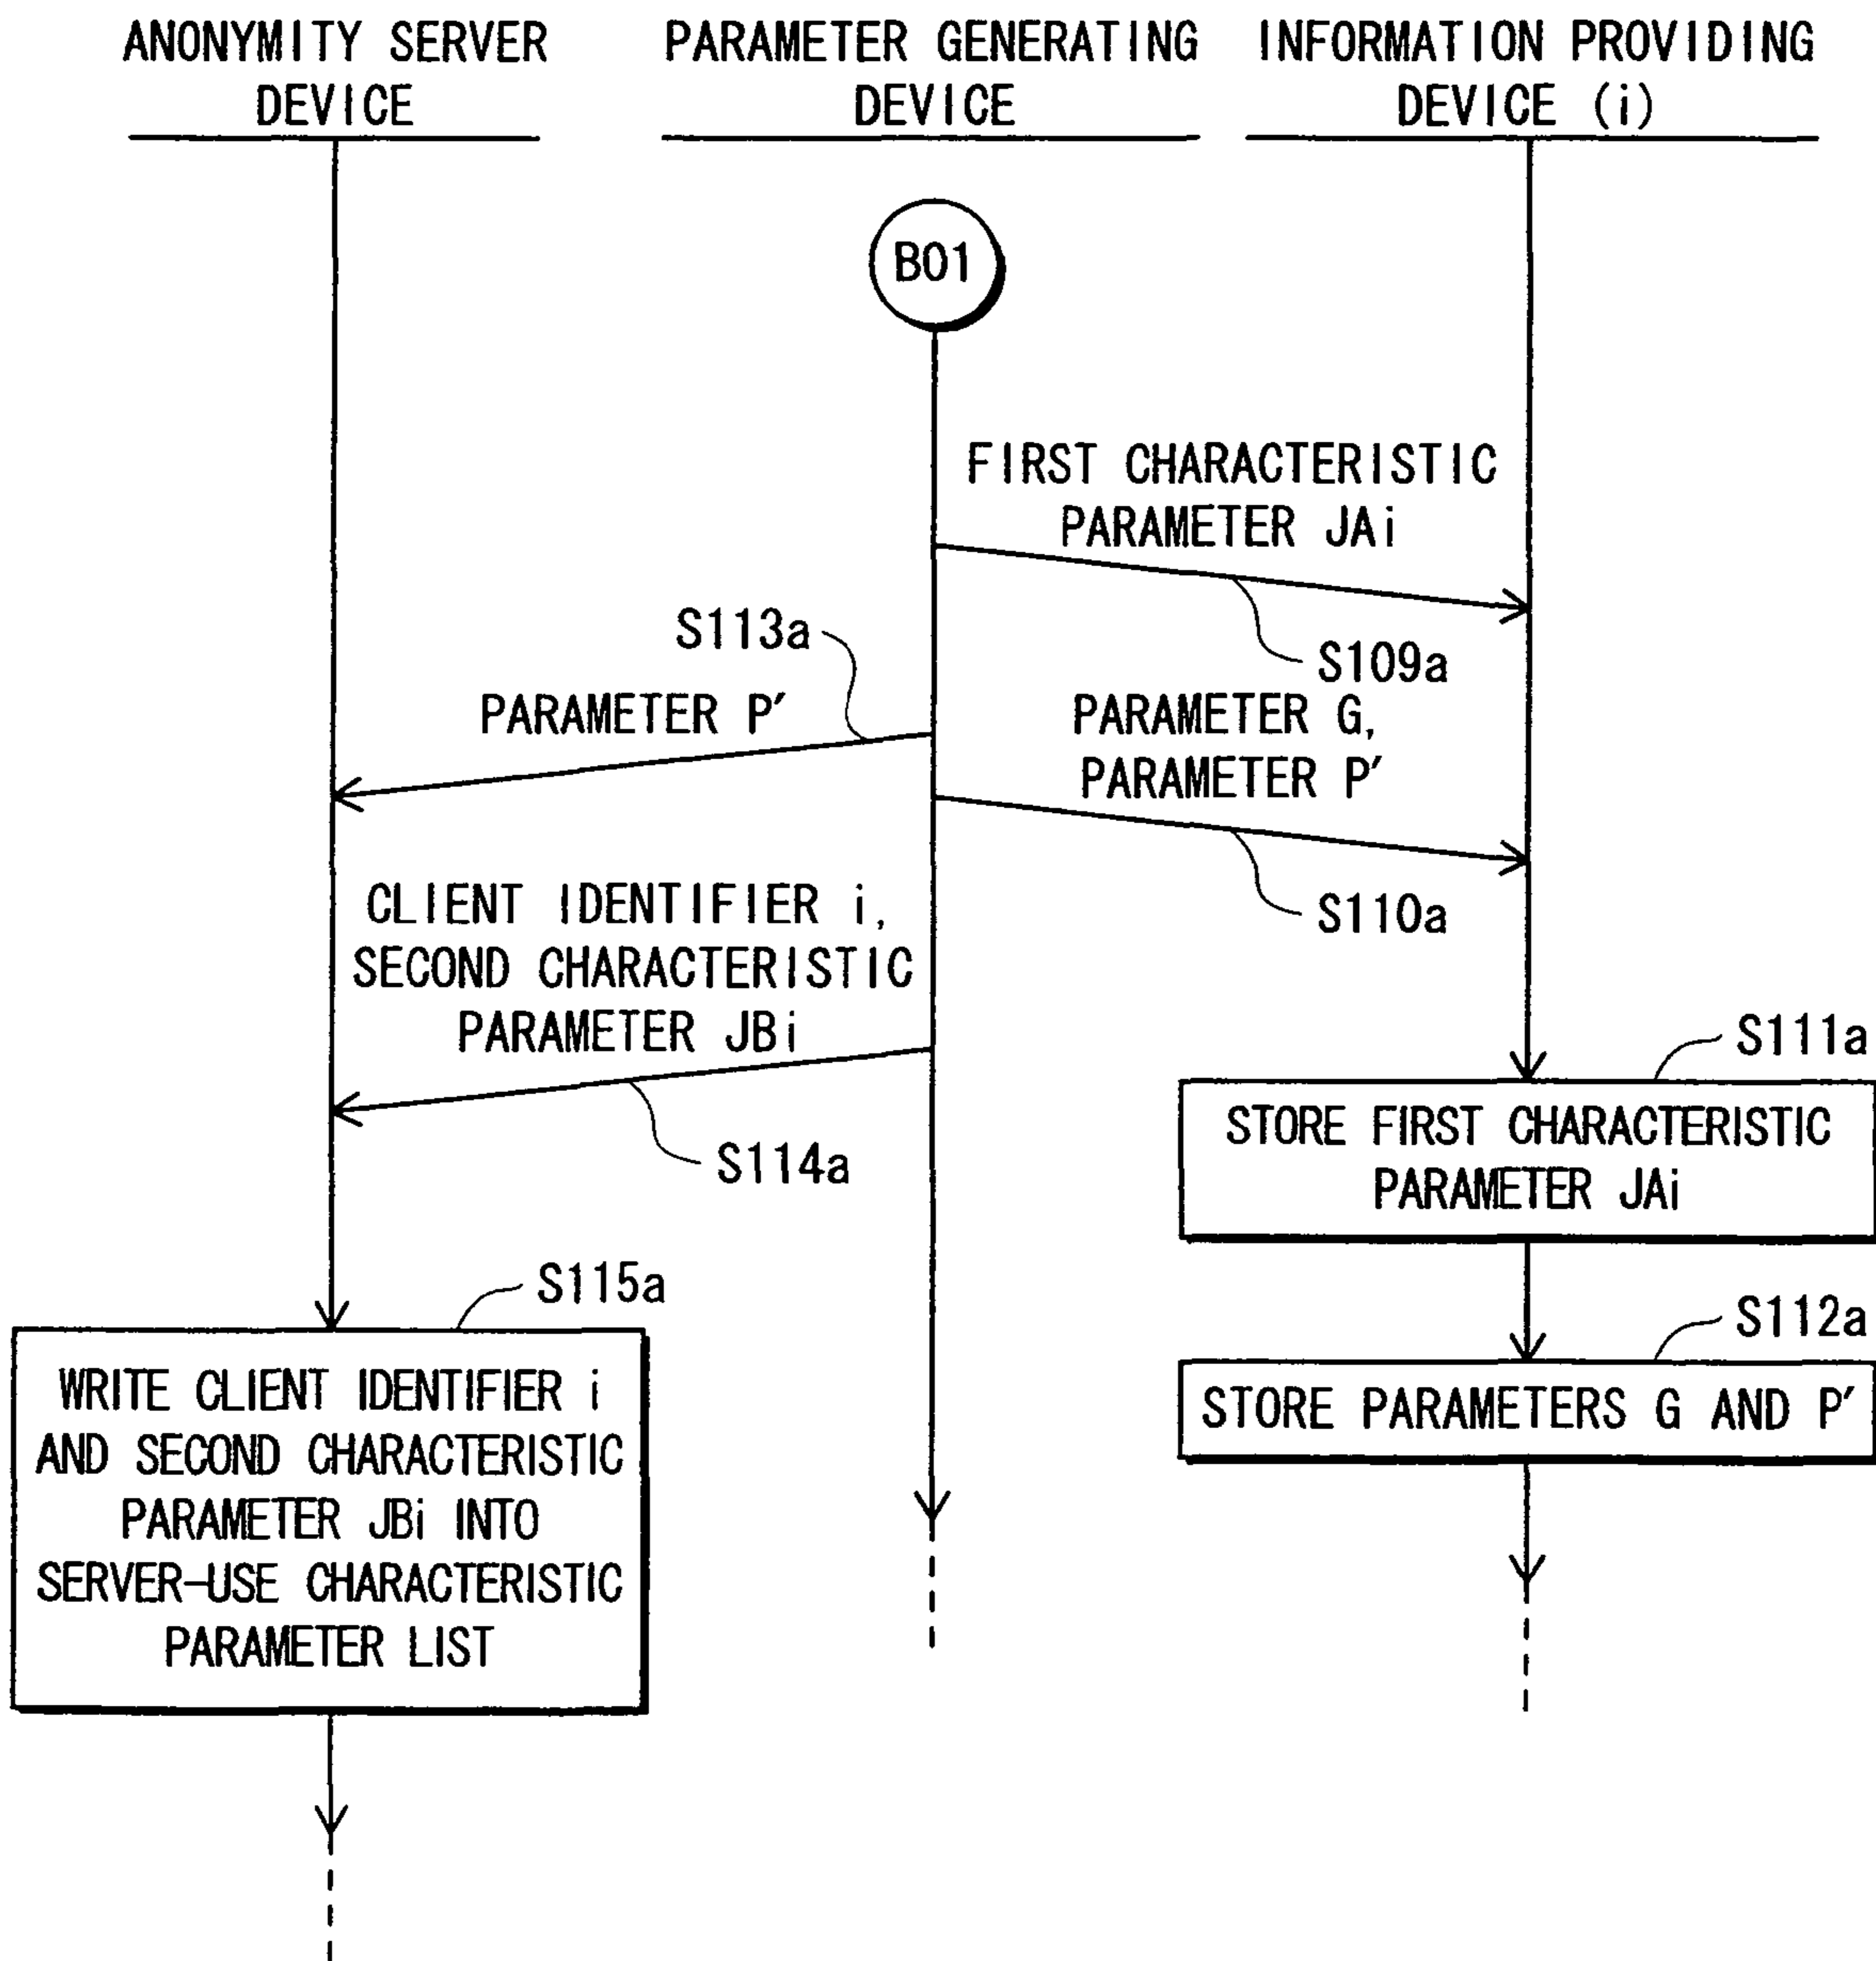 ANONYMITY SERVER
DEVICE
PARAMETER GENERATING
DEVICE
INFORMATION PROVIDING
DEVICE (i)
B01
FIRST CHARACTERISTIC
PARAMETER JAi
S109a
S113a
PARAMETER P′
PARAMETER G,
PARAMETER P′
S110a
CLIENT IDENTIFIER i,
SECOND CHARACTERISTIC
PARAMETER JBi
S114a
S111a
STORE FIRST CHARACTERISTIC
PARAMETER JAi
S112a
STORE PARAMETERS G AND P′
S115a
WRITE CLIENT IDENTIFIER i
AND SECOND CHARACTERISTIC
PARAMETER JBi INTO
SERVER-USE CHARACTERISTIC
PARAMETER LIST